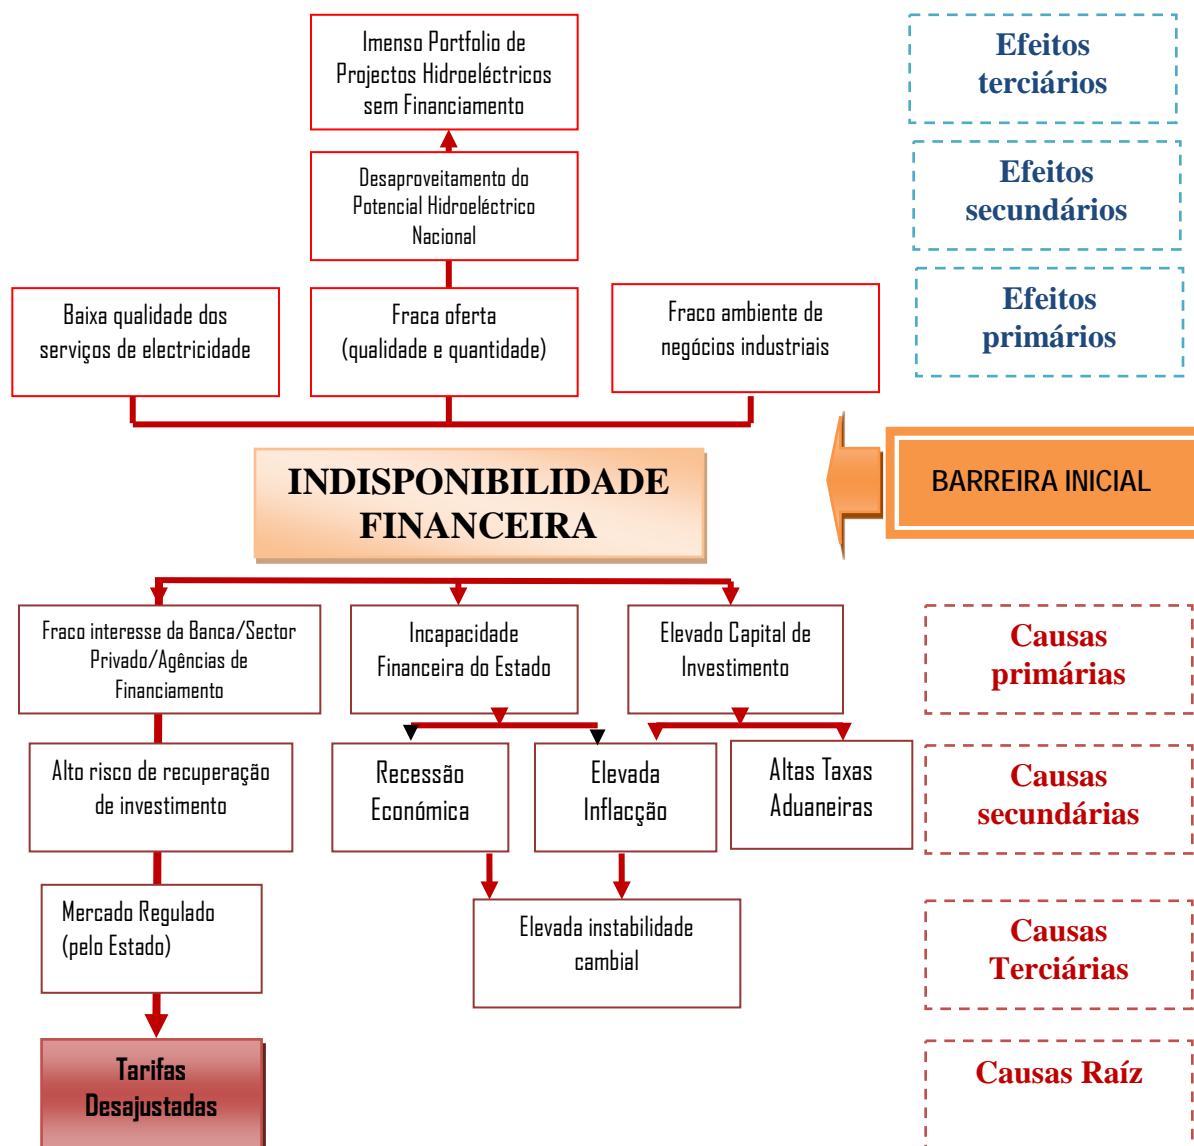 Imenso Portfolio de
Projectos Hidroeléctricos
sem Financiamento
Efeitos
terciários
Desaproveitamento do
Potencial Hidroeléctrico
Nacional
Efeitos
secundários
Baixa qualidade dos
serviços de electricidade
Fraca oferta
(qualidade e quantidade)
Fraco ambiente de
negócios industriais
Efeitos
primários
INDISPONIBILIDADE
FINANCEIRA
BARREIRA INICIAL
Fraco interesse da Banca/Sector
Privado/Agências de
Financiamento
Incapacidade
Financeira do Estado
Elevado Capital de
Investimento
Causas
primárias
Alto risco de recuperação
de investimento
Recessão
Económica
Elevada
Inflacção
Altas Taxas
Aduaneiras
Causas
secundárias
Mercado Regulado
(pelo Estado)
Elevada instabilidade
cambial
Causas
Terciárias
Tarifas
Desajustadas
Causas Raíz